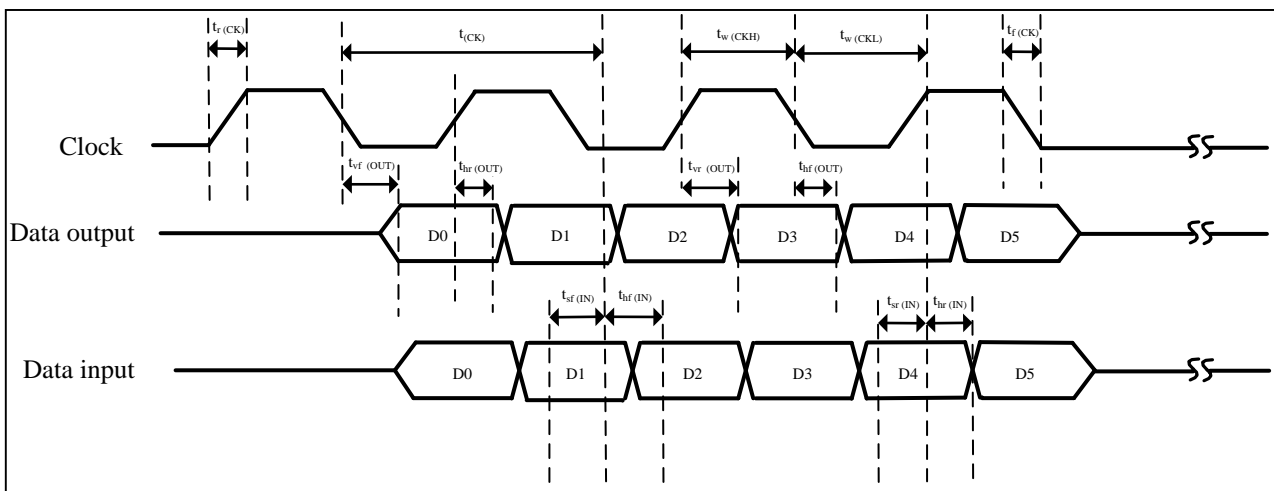 tr (CK) t(CK) tw (CKH) tw (CKL) tf (CK)
Clock
tvf (OUT) thr (OUT) tvr (OUT) thf (OUT)
Data output D0 D1 D2 D3 D4 D5
tsf (IN) thf (IN) tsr (IN) thr (IN)
Data input D0 D1 D2 D3 D4 D5